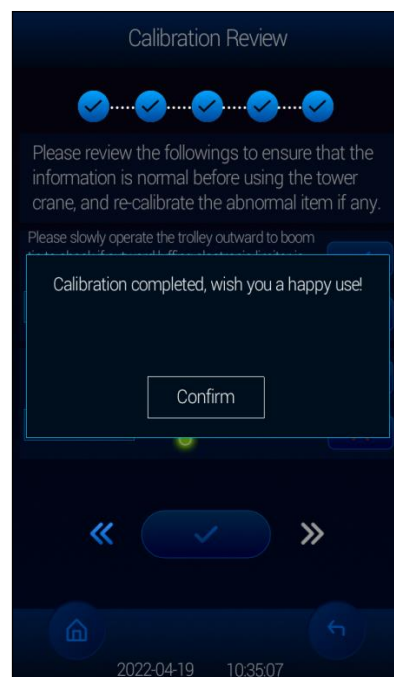 Calibration Review
Please review the followings to ensure that the
information is normal before using the tower
crane, and re-calibrate the abnormal item if any.
Please slowly operate the trolley outward to boom
Calibration completed, wish you a happy use!
Confirm
2022-04-19 10:35:07